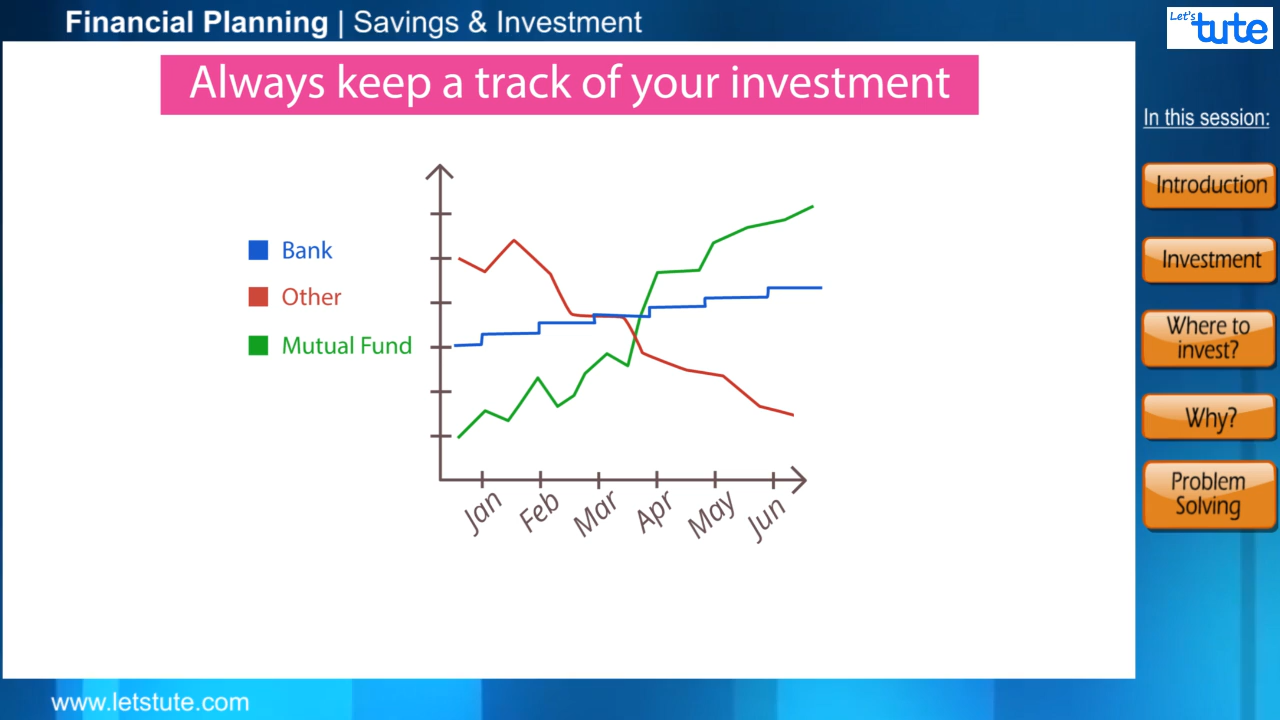 Financial Planning | Savings & Investment
Let's
tute
Always keep a track of your investment
In this session:
Introduction
Investment
Where to
invest?
Why?
Problem
Solving
Bank
Other
Mutual Fund
Jan
Feb
Mar
Apr
May
Jun
www.letstute.com